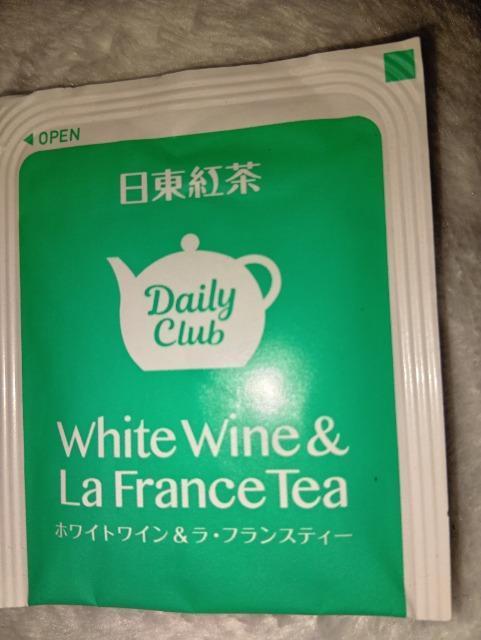 ◀ OPEN
日東紅茶
Daily
Club
White Wine &
La France Tea
ホワイトワイン&ラ・フランスティー